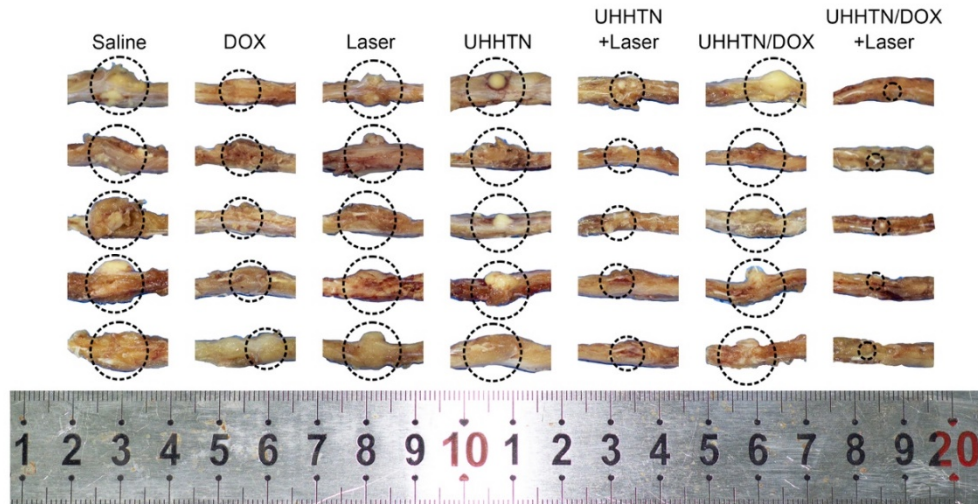 Saline
DOX
Laser
UHHTN
UHHTN
+Laser
UHHTN/DOX
UHHTN/DOX
+Laser
1 2 3 4 5 6 7 8 9 10 1 2 3 4 5 6 7 8 9 20